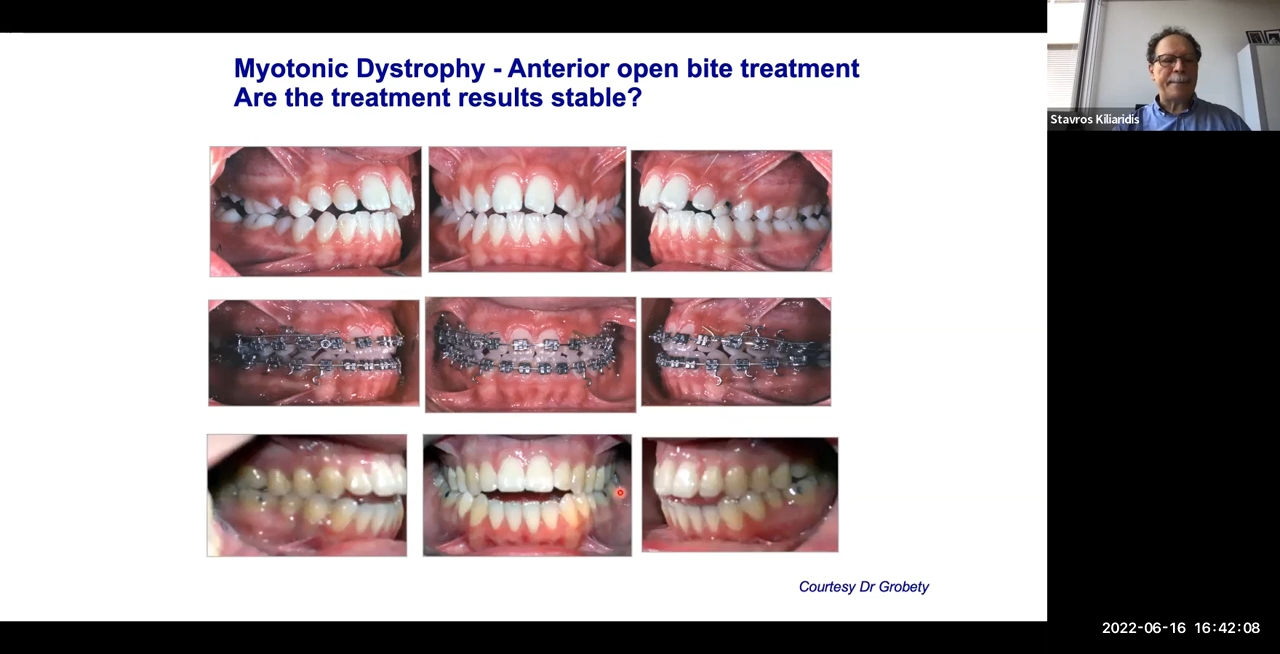 Myotonic Dystrophy - Anterior open bite treatment
Are the treatment results stable?
Stavros Kiliaridis
Courtesy Dr Grobety
2022-06-16 16:42:08